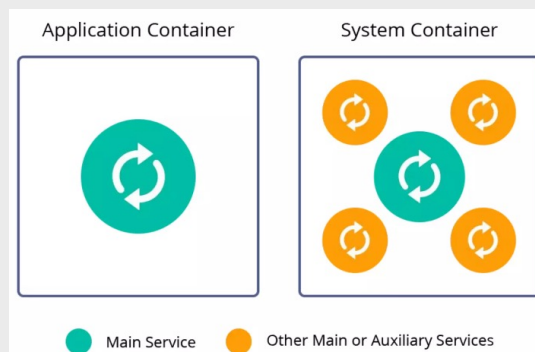 Application Container
System Container
Main Service
Other Main or Auxiliary Services